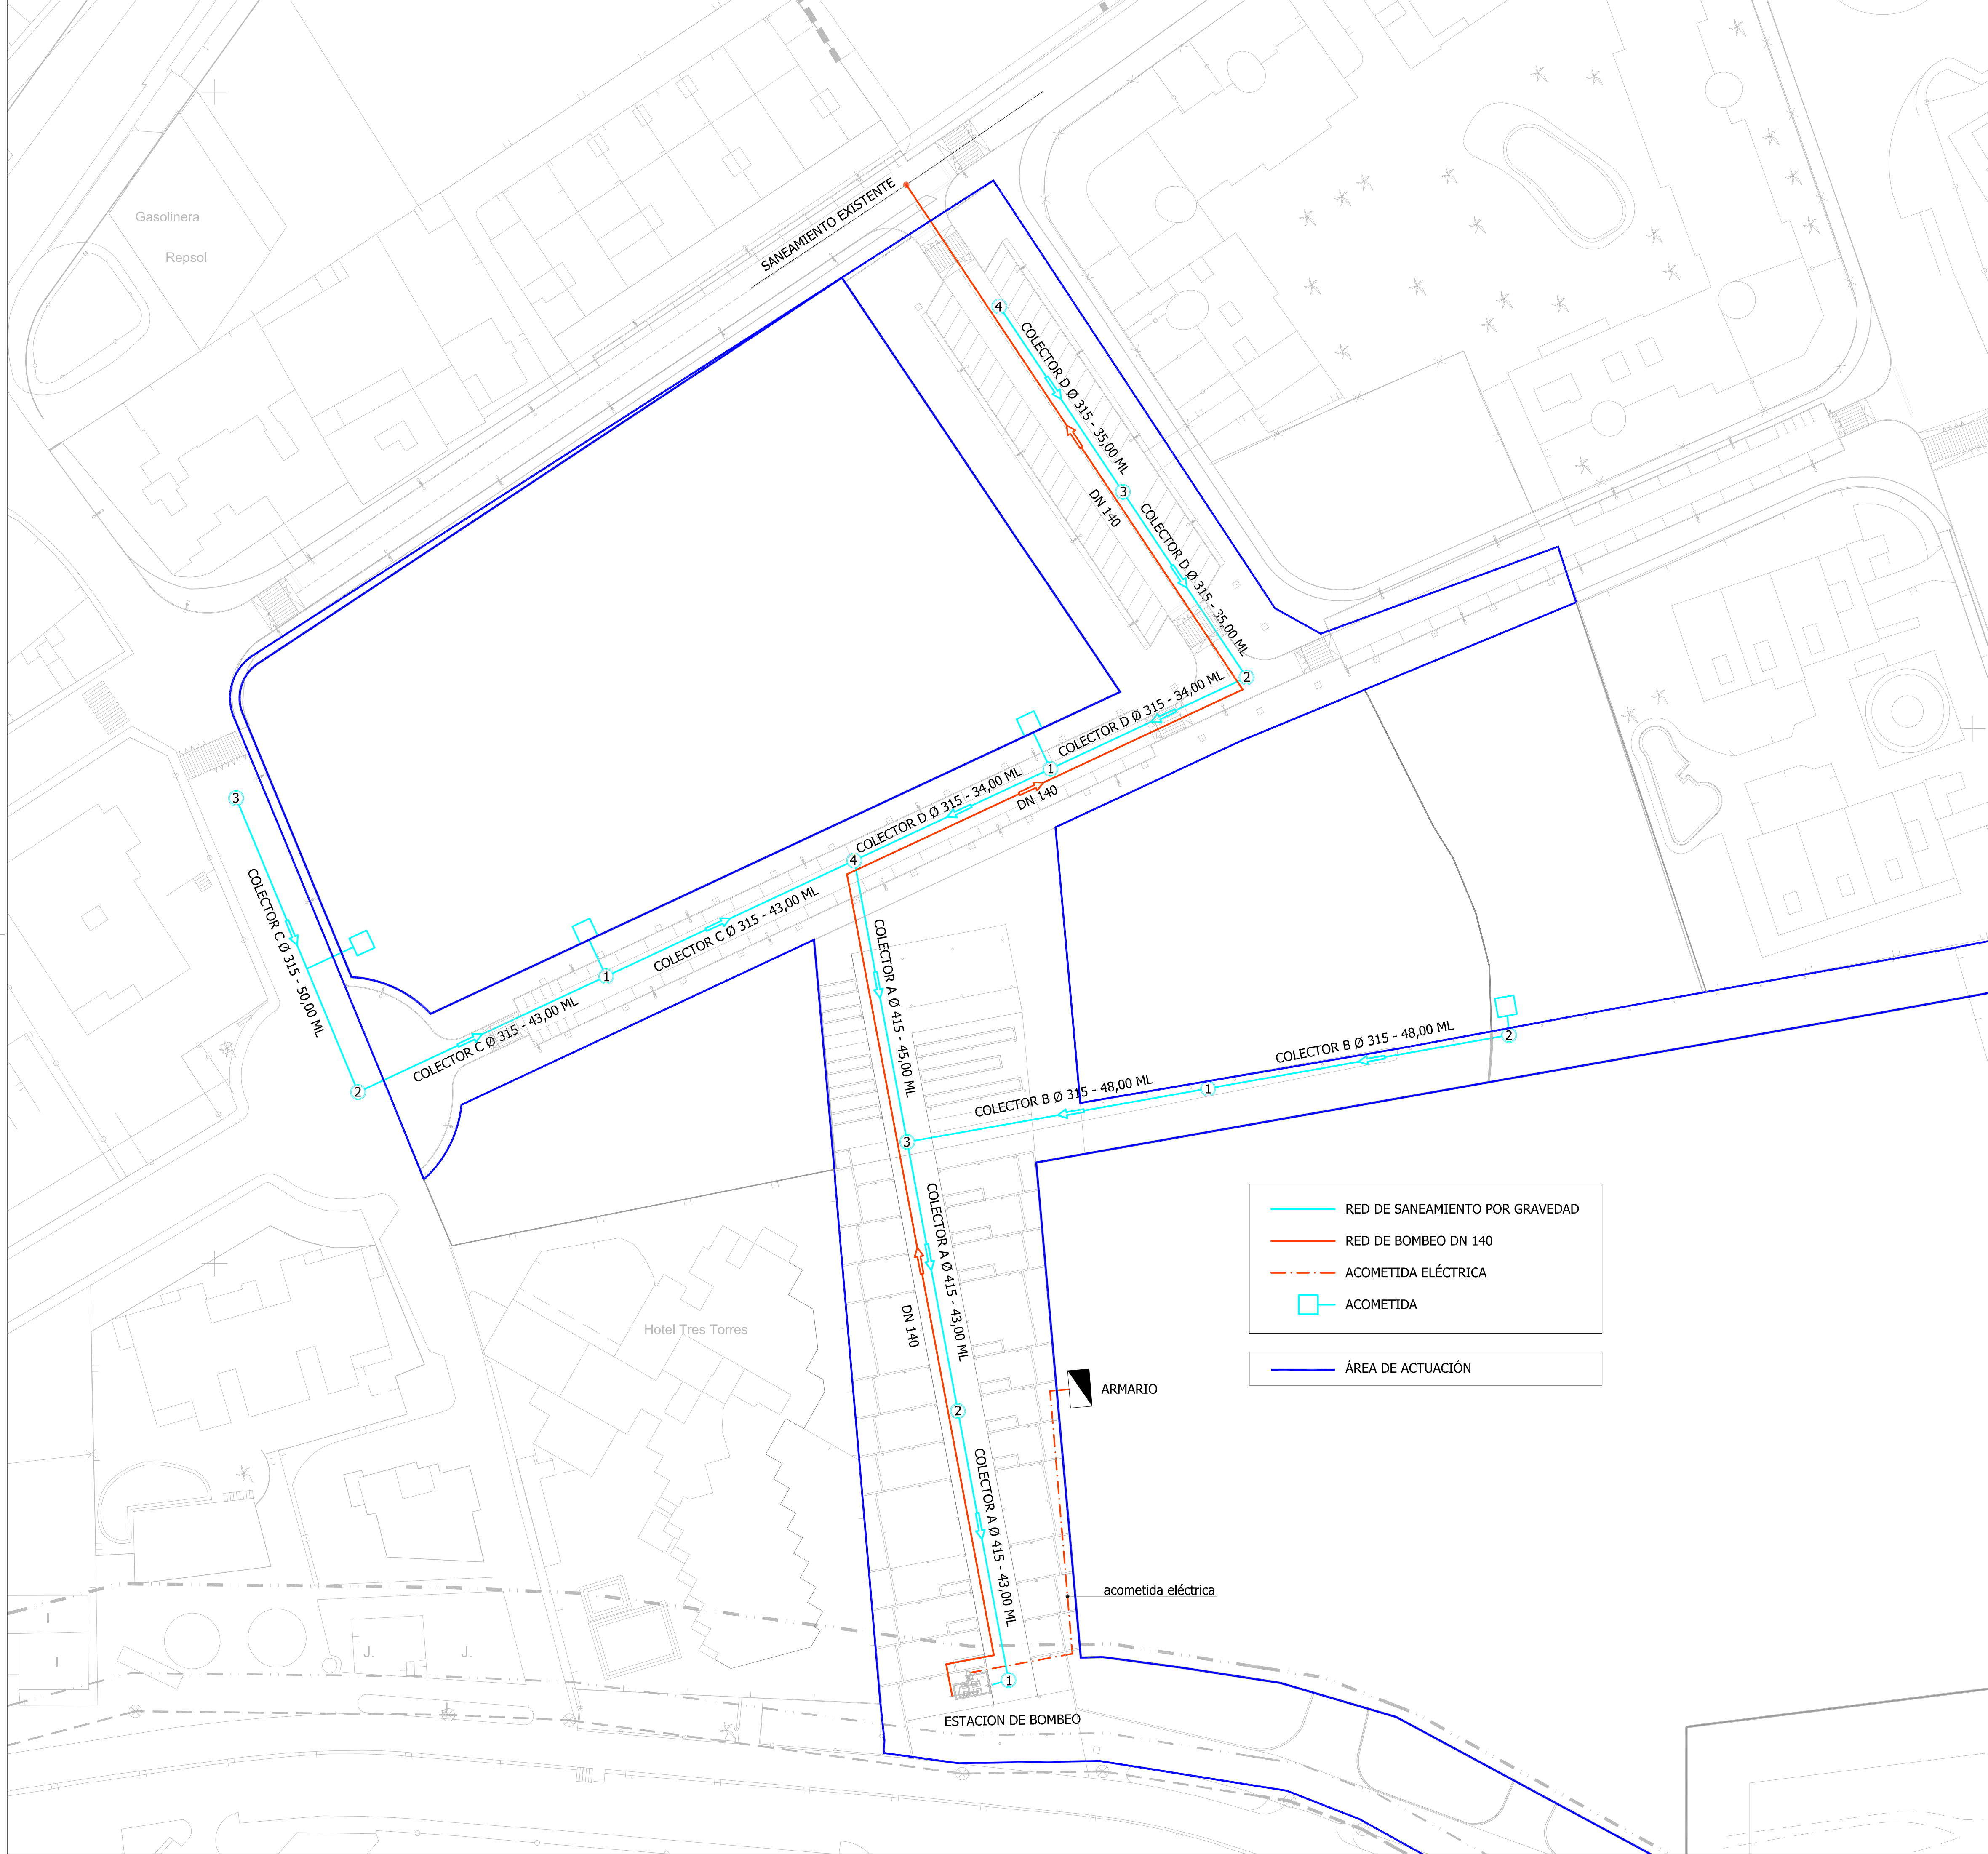 Gasolinera
Repsol
SANEAMIENTO EXISTENTE
4
COLECTOR D Ø 315 - 35,00 ML
3
DN 140
COLECTOR D Ø 315 - 35,00 ML
2
COLECTOR D Ø 315 - 34,00 ML
1
COLECTOR D Ø 315 - 34,00 ML
DN 140
4
3
COLECTOR C Ø 315 - 50,00 ML
COLECTOR C Ø 315 - 43,00 ML
1
COLECTOR C Ø 315 - 43,00 ML
2
COLECTOR A Ø 415 - 45,00 ML
COLECTOR B Ø 315 - 48,00 ML
2
COLECTOR B Ø 315 - 48,00 ML
1
3
COLECTOR A Ø 415 - 43,00 ML
DN 140
Hotel Tres Torres
2
RED DE SANEAMIENTO POR GRAVEDAD
RED DE BOMBEO DN 140
ACOMETIDA ELÉCTRICA
ACOMETIDA
ÁREA DE ACTUACIÓN
ARMARIO
COLECTOR A Ø 415 - 43,00 ML
acometida eléctrica
I
I
J.
J.
J
1
ESTACION DE BOMBEO